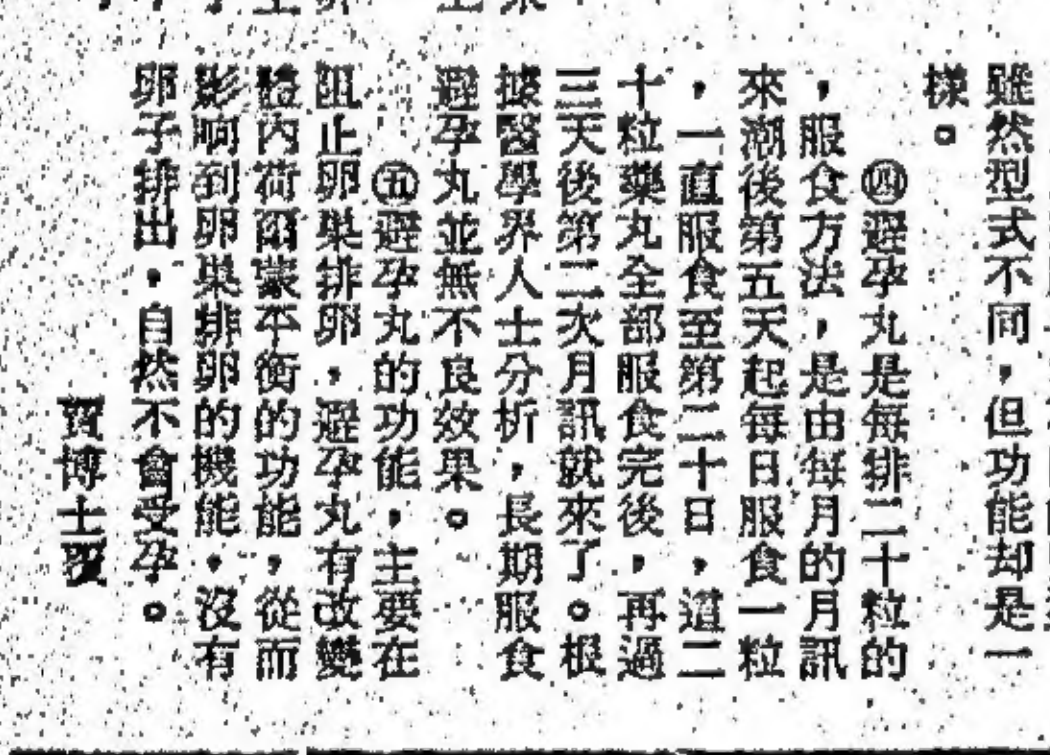 雖然型式不同，但功能却是一
樣。
㊃避孕丸是每排二十粒的
，服食方法，是由每月的月訊
來潮後第五天起每日服食一粒
，一直服食至第二十日，這二
十粒藥丸全部服食完後，再過
三天後第二次月訊就來了。根
據醫學界人士分析，長期服食
避孕丸並無不良效果。
㊄避孕丸的功能，主要在
阻止卵巢排卵，避孕丸有改變
體內荷爾蒙平衡的功能，從而
影响到卵巢排卵的機能，沒有
卵子排出，自然不會受孕。
博士覆